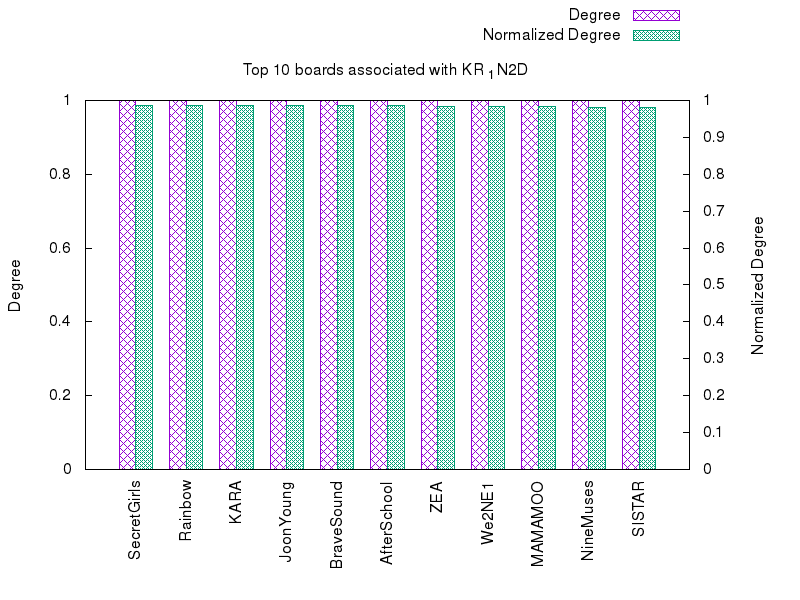 Degree
Normalized Degree
Top 10 boards associated with KR 1 N2D
1
0.8
0.6
0.4
0.2
0
1
0.9
0.8
0.7
0.6
0.5
0.4
0.3
0.2
0.1
0
Degree
Normalized Degree
SecretGirls
Rainbow
KARA
JoonYoung
BraveSound
AfterSchool
ZEA
We2NE1
MAMAMOO
NineMuses
SISTAR